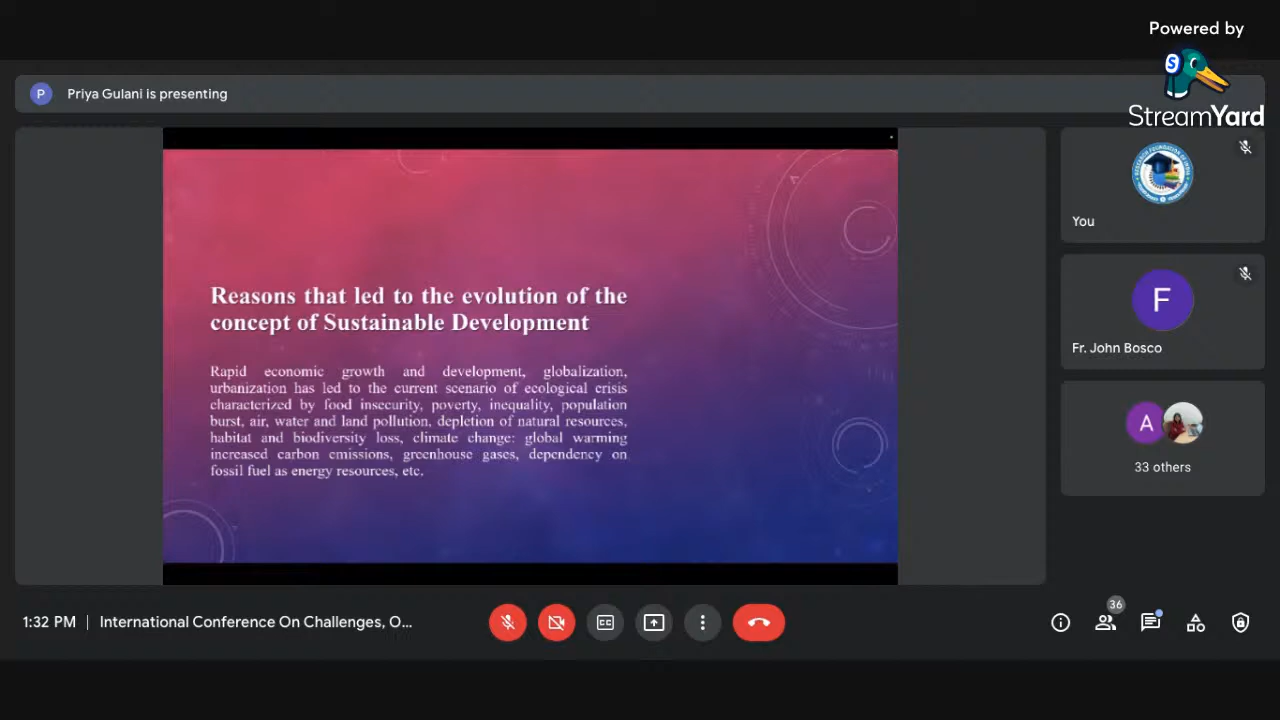 Powered by
StreamYard
P
Priya Gulani is presenting
Reasons that led to the evolution of the
concept of Sustainable Development
Rapid economic growth and development, globalization,
urbanization has led to the current scenario of ecological crisis
characterized by food insecurity, poverty, inequality, population
burst, air, water and land pollution, depletion of natural resources,
habitat and biodiversity loss, climate change: global warming
increased carbon emissions, greenhouse gases, dependency on
fossil fuel as energy resources, etc.
You
F
Fr. John Bosco
A
33 others
1:32 PM
International Conference On Challenges, O...
36